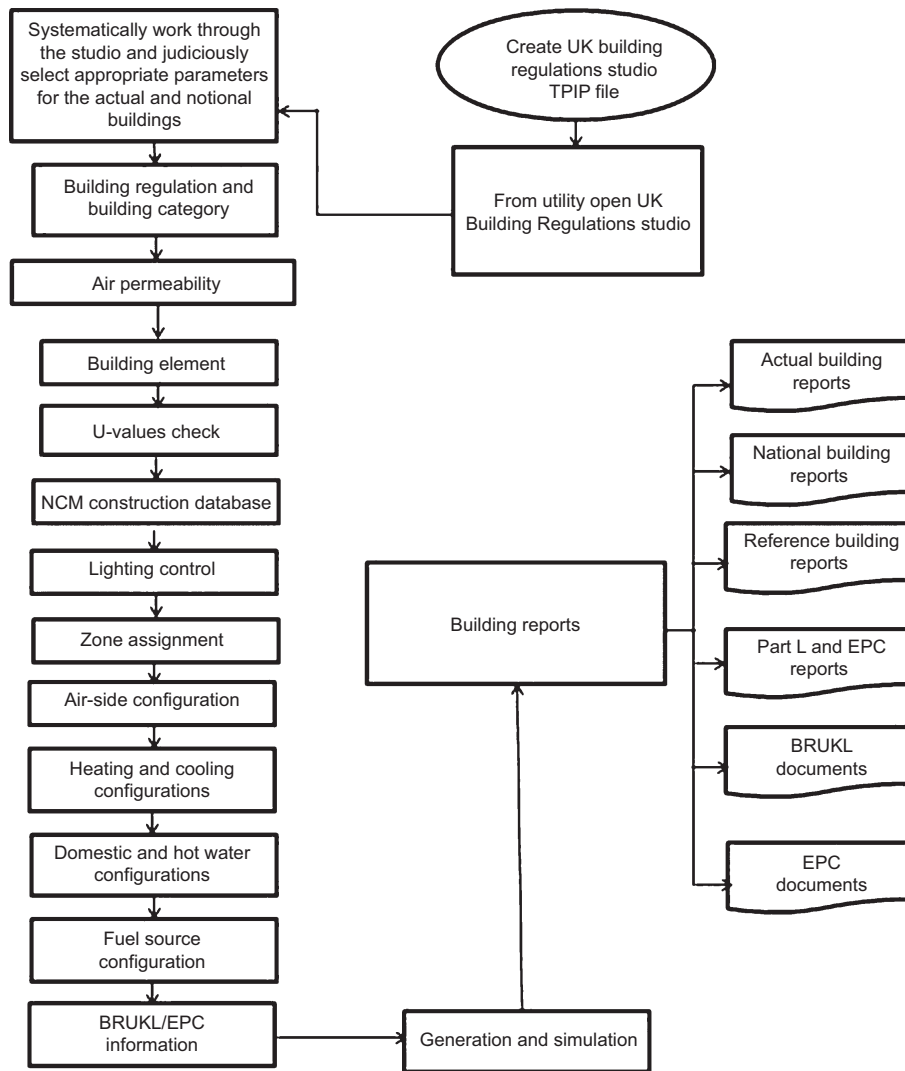 Systematically work through
the studio and judiciously
select appropriate parameters
for the actual and notional
buildings
Create UK building
regulations studio
TPIP file
From utility open UK
Building Regulations studio
Building regulation and
building category
Air permeability
Building element
U-values check
NCM construction database
Lighting control
Zone assignment
Air-side configuration
Heating and cooling
configurations
Domestic and hot water
configurations
Fuel source
configuration
BRUKL/EPC
information
Generation and simulation
Building reports
Actual building
reports
National building
reports
Reference building
reports
Part L and EPC
reports
BRUKL
documents
EPC
documents